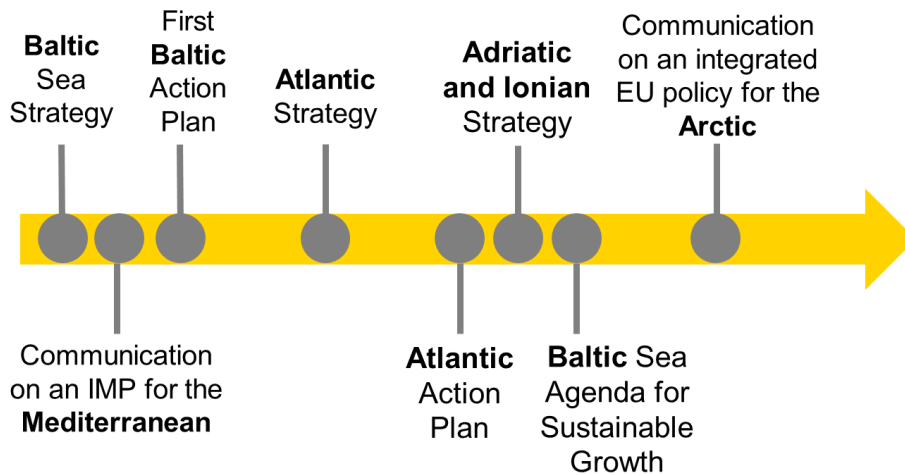 Baltic
Sea
Strategy
First
Baltic
Action
Plan
Atlantic
Strategy
Adriatic
and Ionian
Strategy
Communication
on an integrated
EU policy for the
Arctic
Communication
on an IMP for the
Mediterranean
Atlantic
Action
Plan
Baltic Sea
Agenda for
Sustainable
Growth